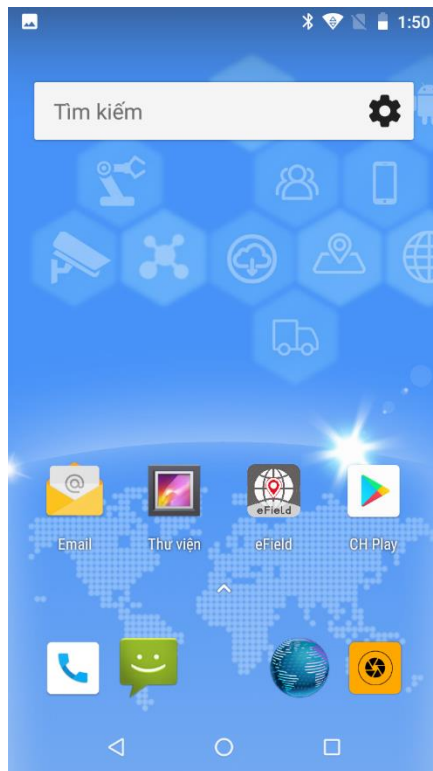 1:50
Tìm kiếm
eField
Email
Thư viện
eField
CH Play